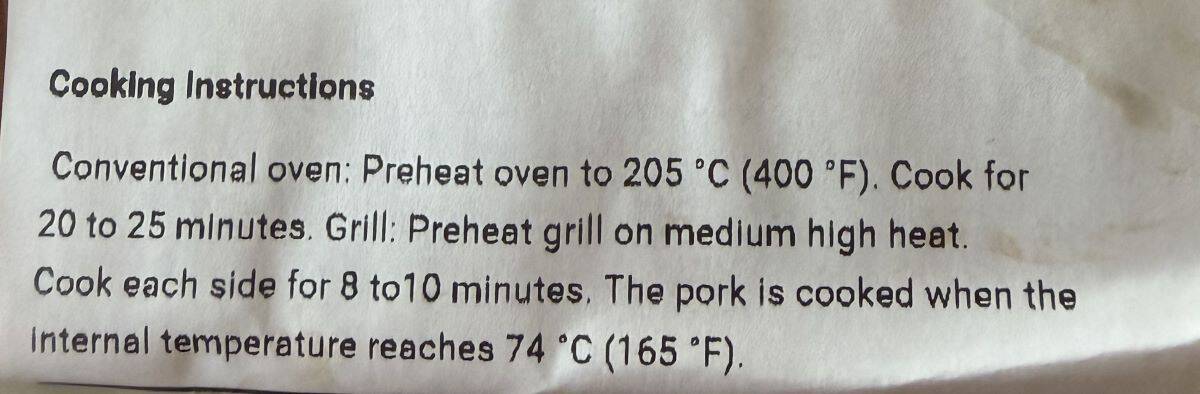 Cooking Instructions
Conventional oven: Preheat oven to 205 °C (400 °F). Cook for
20 to 25 minutes. Grill: Preheat grill on medium high heat.
Cook each side for 8 to10 minutes. The pork is cooked when the
internal temperature reaches 74 °C (165 °F).